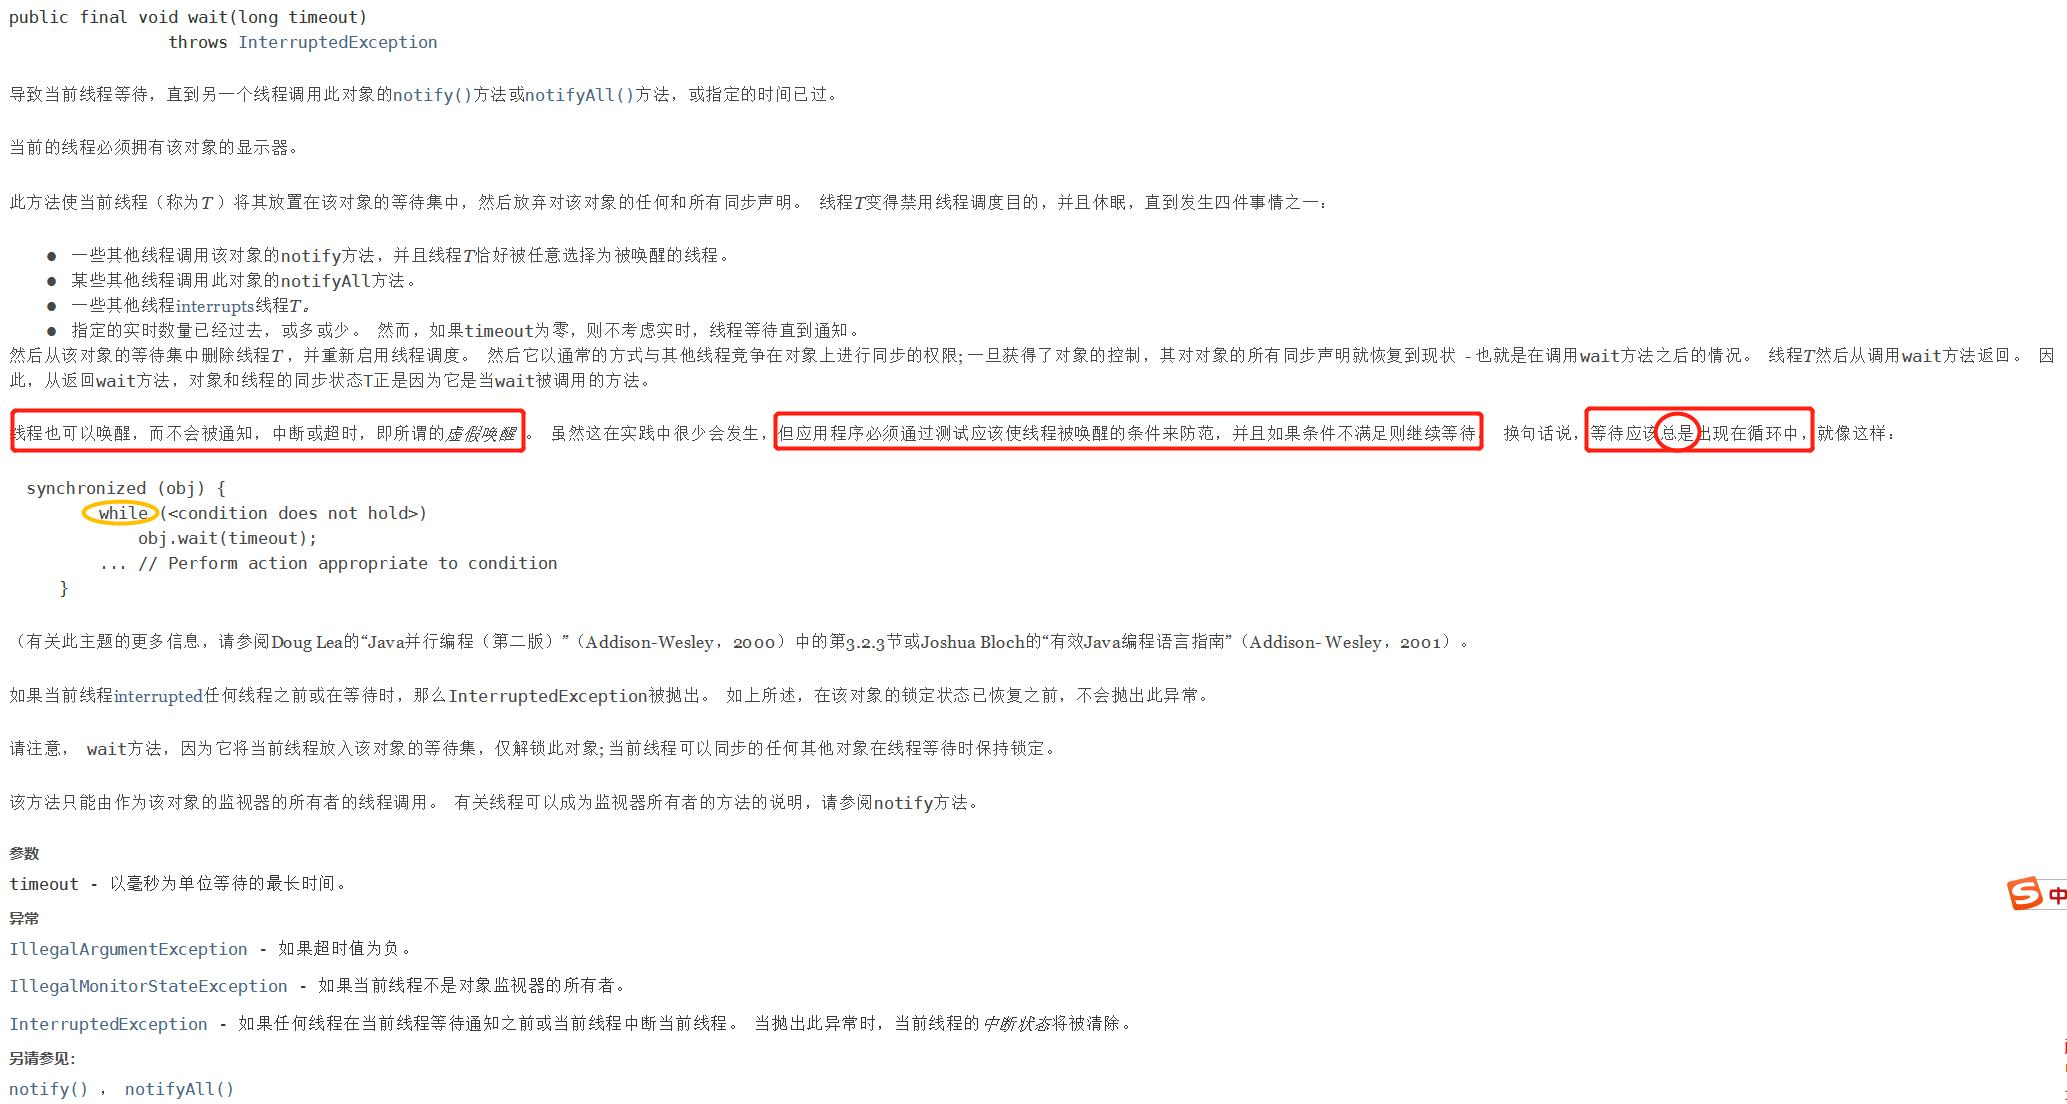 public final void wait(long timeout)
throws InterruptedException
导致当前线程等待，直到另一个线程调用此对象的notify()方法或notifyAll()方法，或指定的时间已过。
当前的线程必须拥有该对象的显示器。
此方法使当前线程（称为T ）将其放置在该对象的等待集中，然后放弃对该对象的任何和所有同步声明。 线程T变得禁用线程调度目的，并且休眠，直到发生四件事情之一：
● 一些其他线程调用该对象的notify方法，并且线程T恰好被任意选择为被唤醒的线程。
● 某些其他线程调用此对象的notifyAll方法。
● 一些其他线程interrupts线程T。
● 指定的实时数量已经过去，或多或少。 然而，如果timeout为零，则不考虑实时，线程等待直到通知。
然后从该对象的等待集中删除线程T ，并重新启用线程调度。 然后它以通常的方式与其他线程竞争在对象上进行同步的权限; 一旦获得了对象的控制，其对对象的所有同步声明就恢复到现状 - 也就是在调用wait方法之后的情况。 线程T然后从调用wait方法返回。 因
此，从返回wait方法，对象和线程的同步状态T正是因为它是当wait被调用的方法。
线程也可以唤醒，而不会被通知，中断或超时，即所谓的虚假唤醒 。 虽然这在实践中很少会发生，但应用程序必须通过测试应该使线程被唤醒的条件来防范，并且如果条件不满足则继续等待。 换句话说，等待应该总是出现在循环中，就像这样：
synchronized (obj) {
while (<condition does not hold>)
obj.wait(timeout);
... // Perform action appropriate to condition
}
（有关此主题的更多信息，请参阅Doug Lea的“Java并行编程（第二版）”（Addison-Wesley，2000）中的第3.2.3节或Joshua Bloch的“有效Java编程语言指南”（Addison- Wesley，2001）。
如果当前线程interrupted任何线程之前或在等待时，那么InterruptedException被抛出。 如上所述，在该对象的锁定状态已恢复之前，不会抛出此异常。
请注意， wait方法，因为它将当前线程放入该对象的等待集，仅解锁此对象; 当前线程可以同步的任何其他对象在线程等待时保持锁定。
该方法只能由作为该对象的监视器的所有者的线程调用。 有关线程可以成为监视器所有者的方法的说明，请参阅notify方法。
参数
timeout - 以毫秒为单位等待的最长时间。
异常
IllegalArgumentException - 如果超时值为负。
IllegalMonitorStateException - 如果当前线程不是对象监视器的所有者。
InterruptedException - 如果任何线程在当前线程等待通知之前或当前线程中断当前线程。 当抛出此异常时，当前线程的中断状态将被清除。
另请参见：
notify() ， notifyAll()
S 中